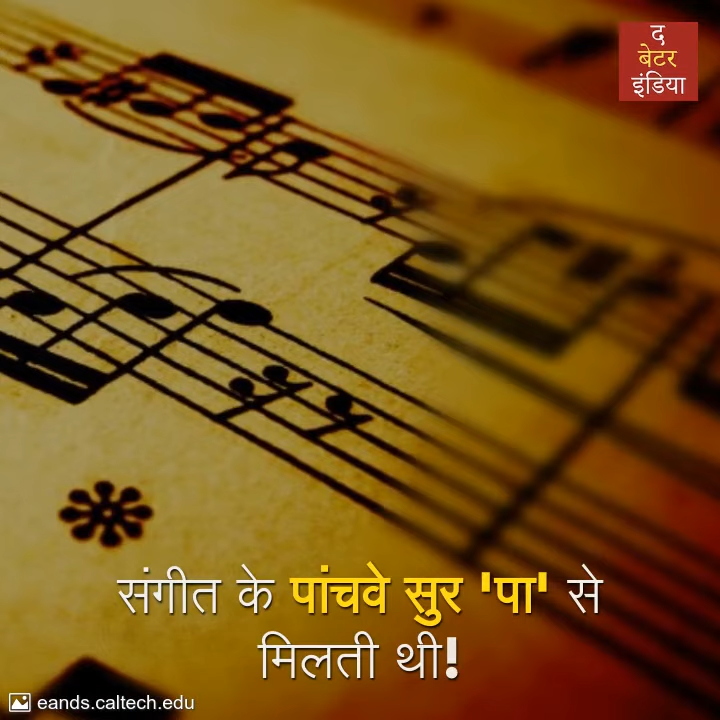 द
बेटर
इंडिया
संगीत के पांचवे सुर 'पा' से
मिलती थी!
eands.caltech.edu